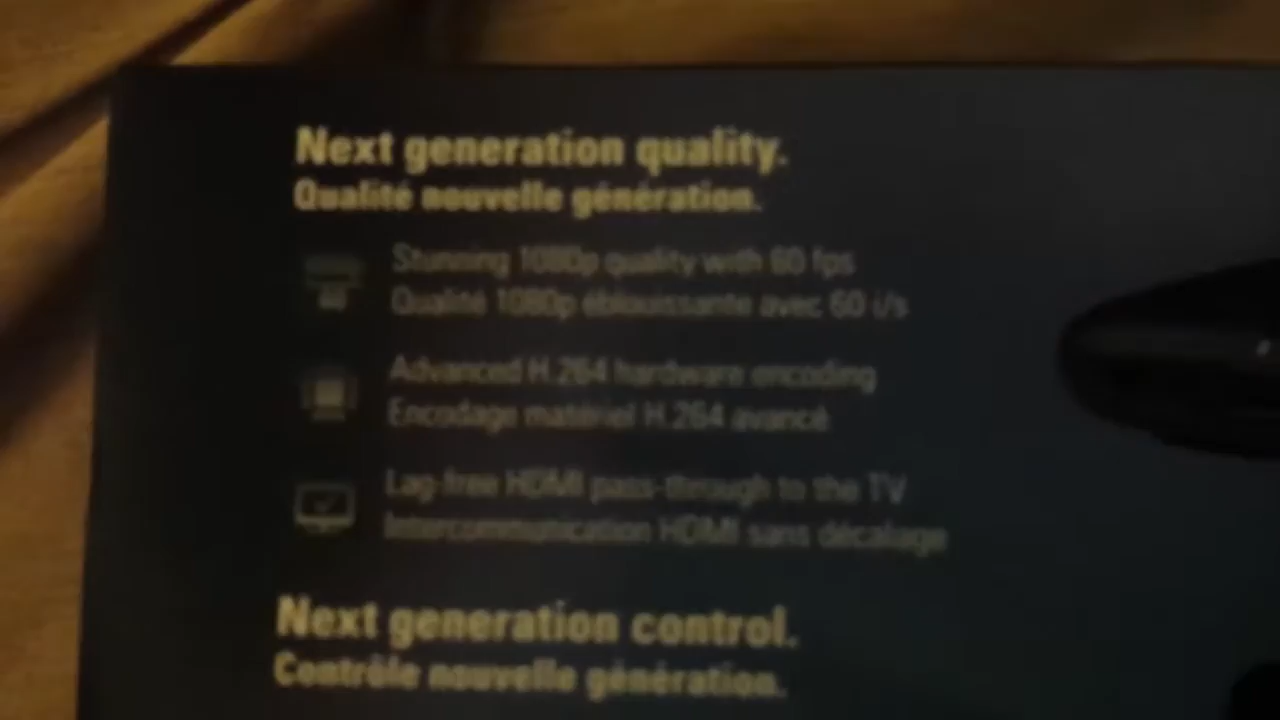 Next generation quality.
Qualité nouvelle génération.
Stunning 1080p quality with 60 fps
Qualité 1080p éblouissante avec 60 i/s
Advanced H.264 hardware encoding
Encodage matériel H.264 avancé
Lag-free HDMI pass-through to the TV
Intercommunication HDMI sans décalage
Next generation control.
Contrôle nouvelle génération.